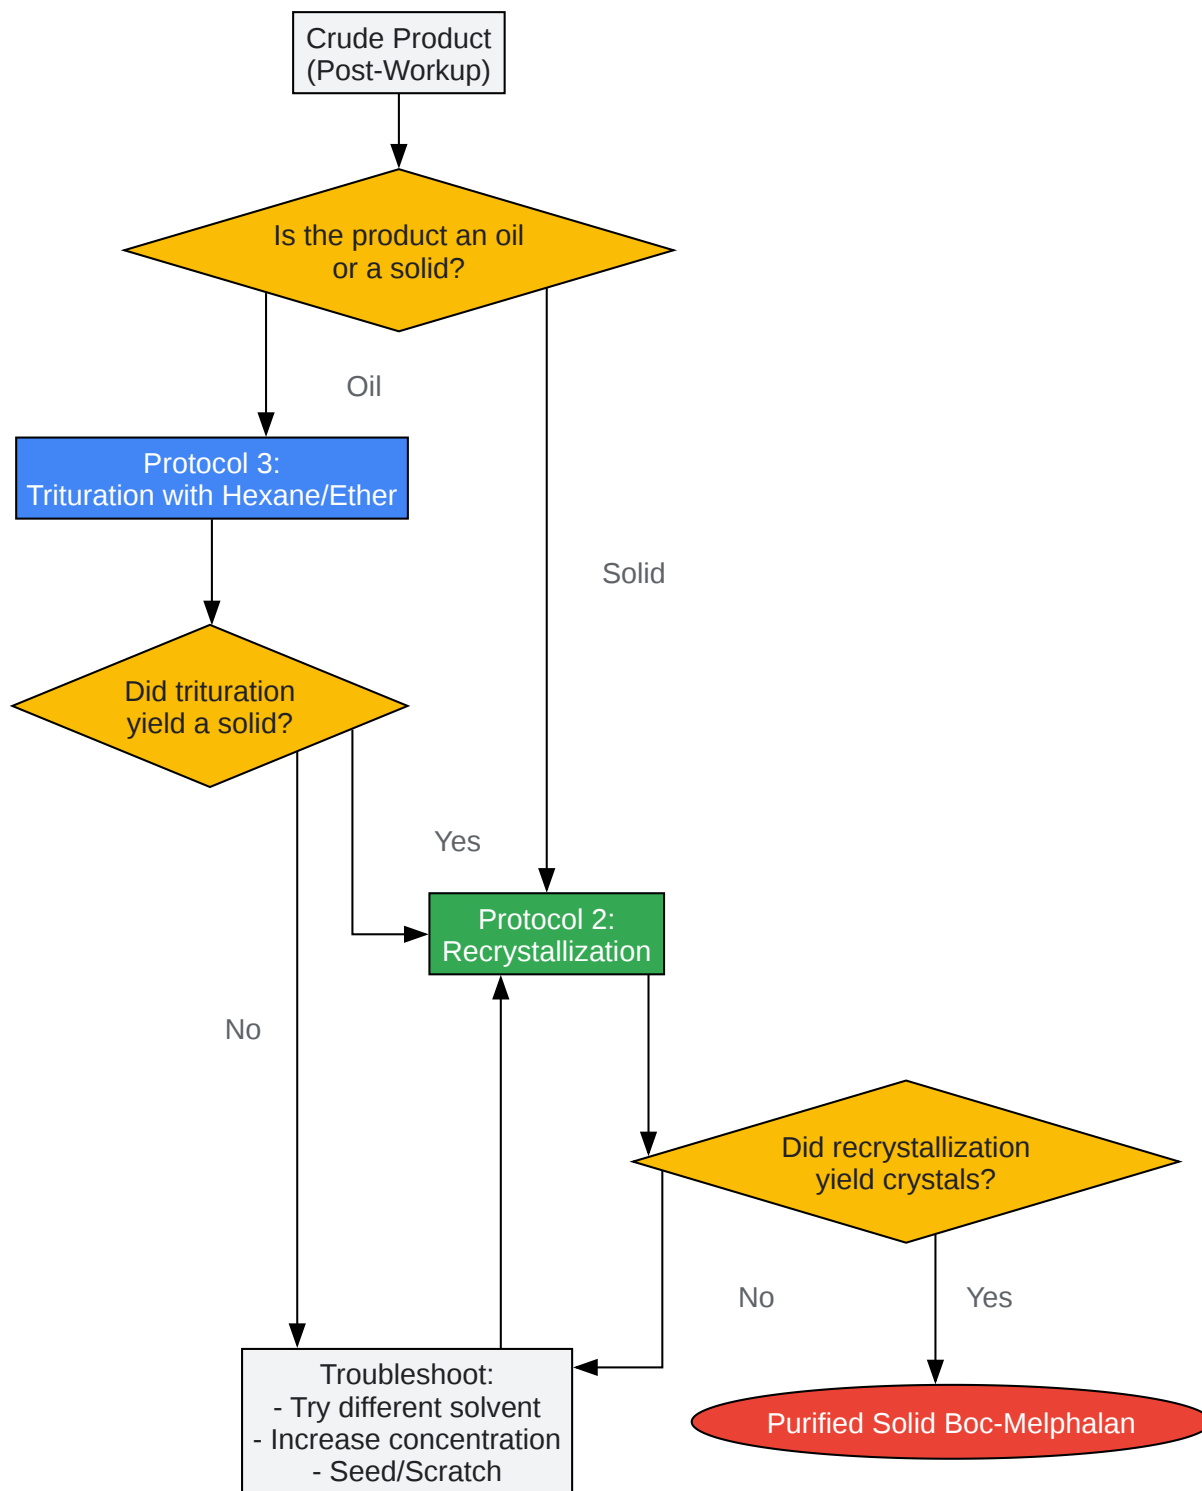 Crude Product
(Post-Workup)
Is the product an oil
or a solid?
Oil
Protocol 3:
Trituration with Hexane/Ether
Solid
Did trituration
yield a solid?
Yes
Protocol 2:
Recrystallization
No
Did recrystallization
yield crystals?
No
Yes
Troubleshoot:
- Try different solvent
- Increase concentration
- Seed/Scratch
Purified Solid Boc-Melphalan